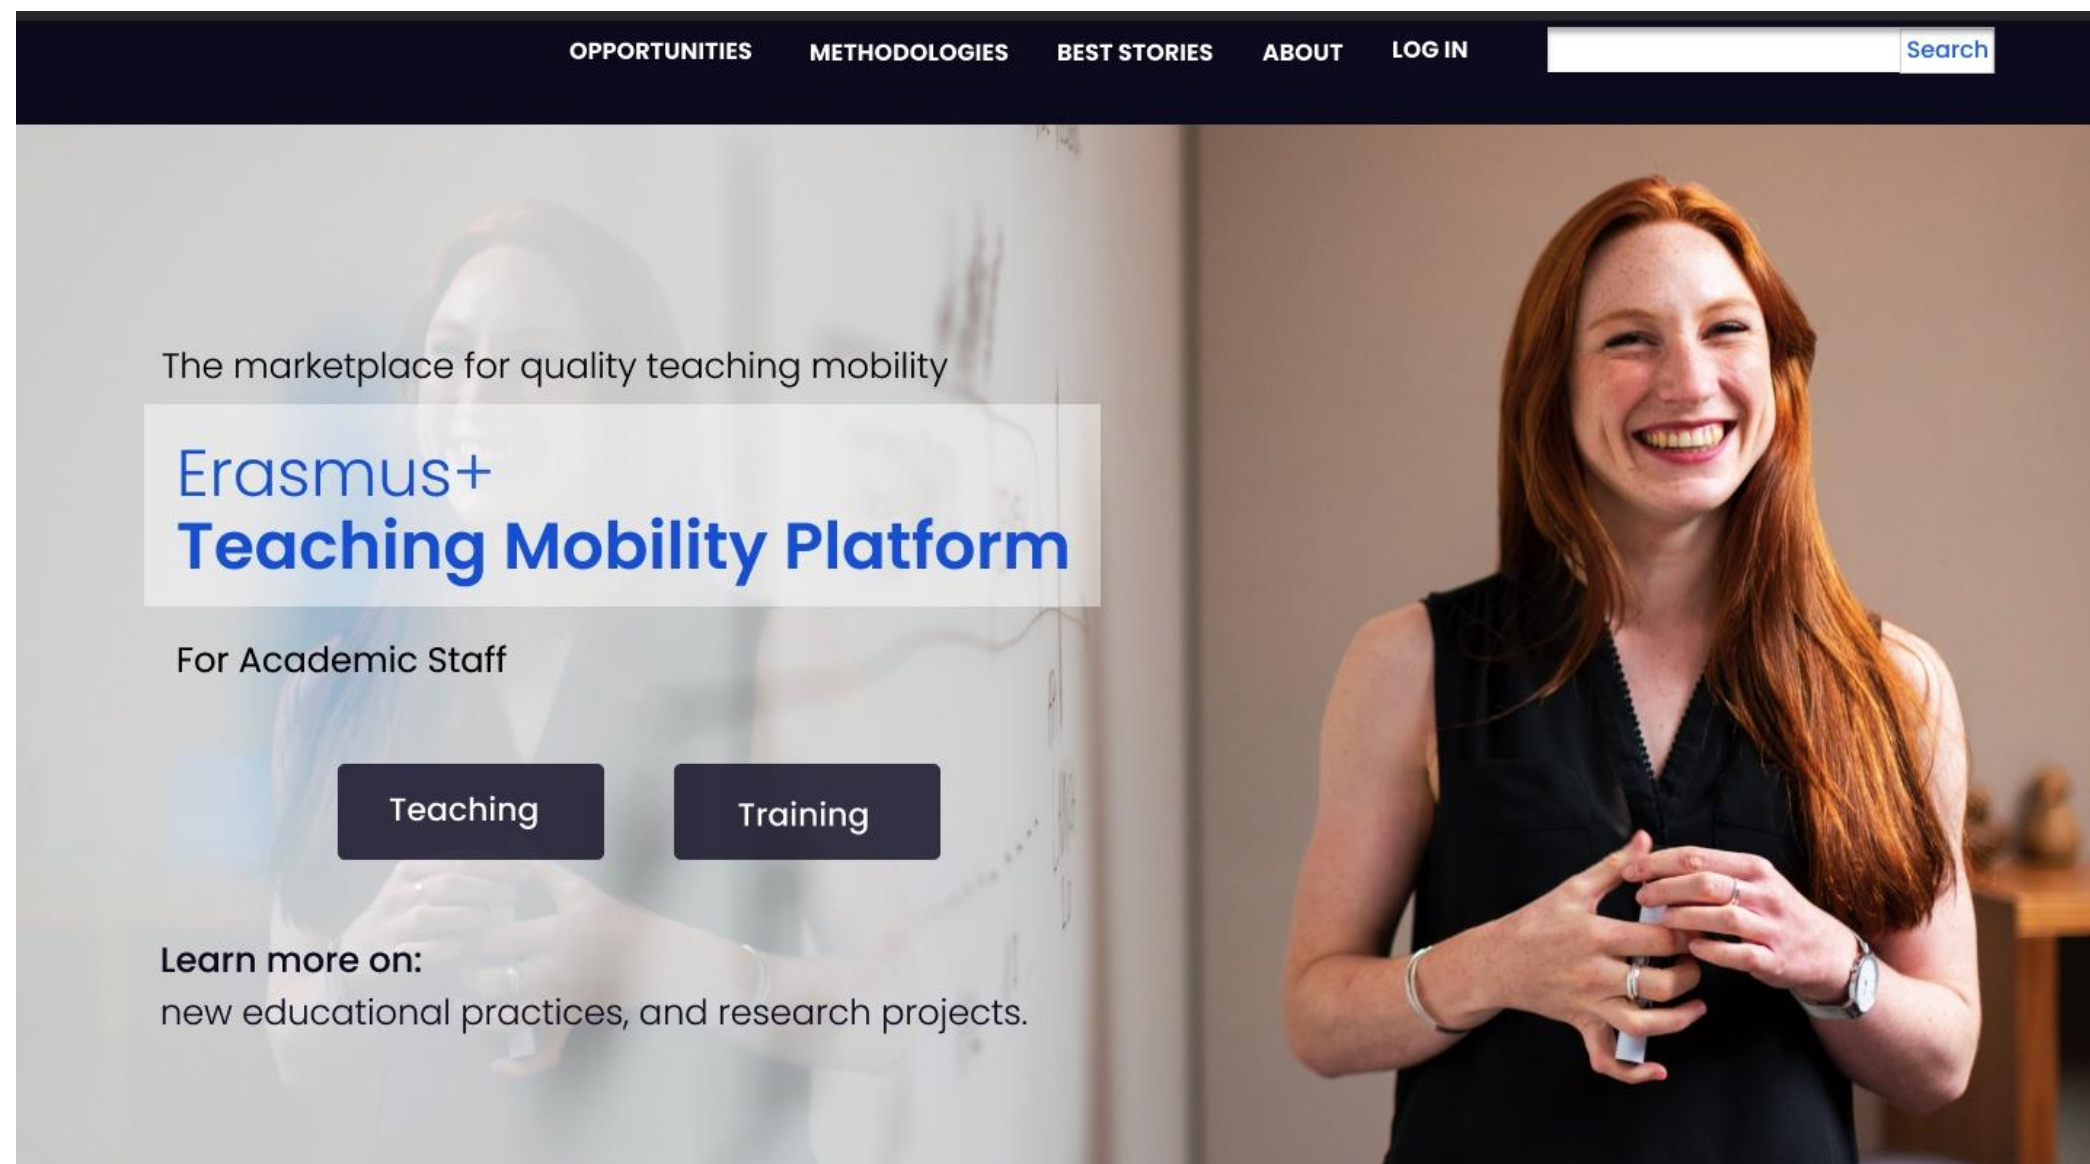 OPPORTUNITIES METHODOLOGIES BEST STORIES ABOUT LOG IN Search
The marketplace for quality teaching mobility
Erasmus+
Teaching Mobility Platform
For Academic Staff
Teaching Training
Learn more on:
new educational practices, and research projects.